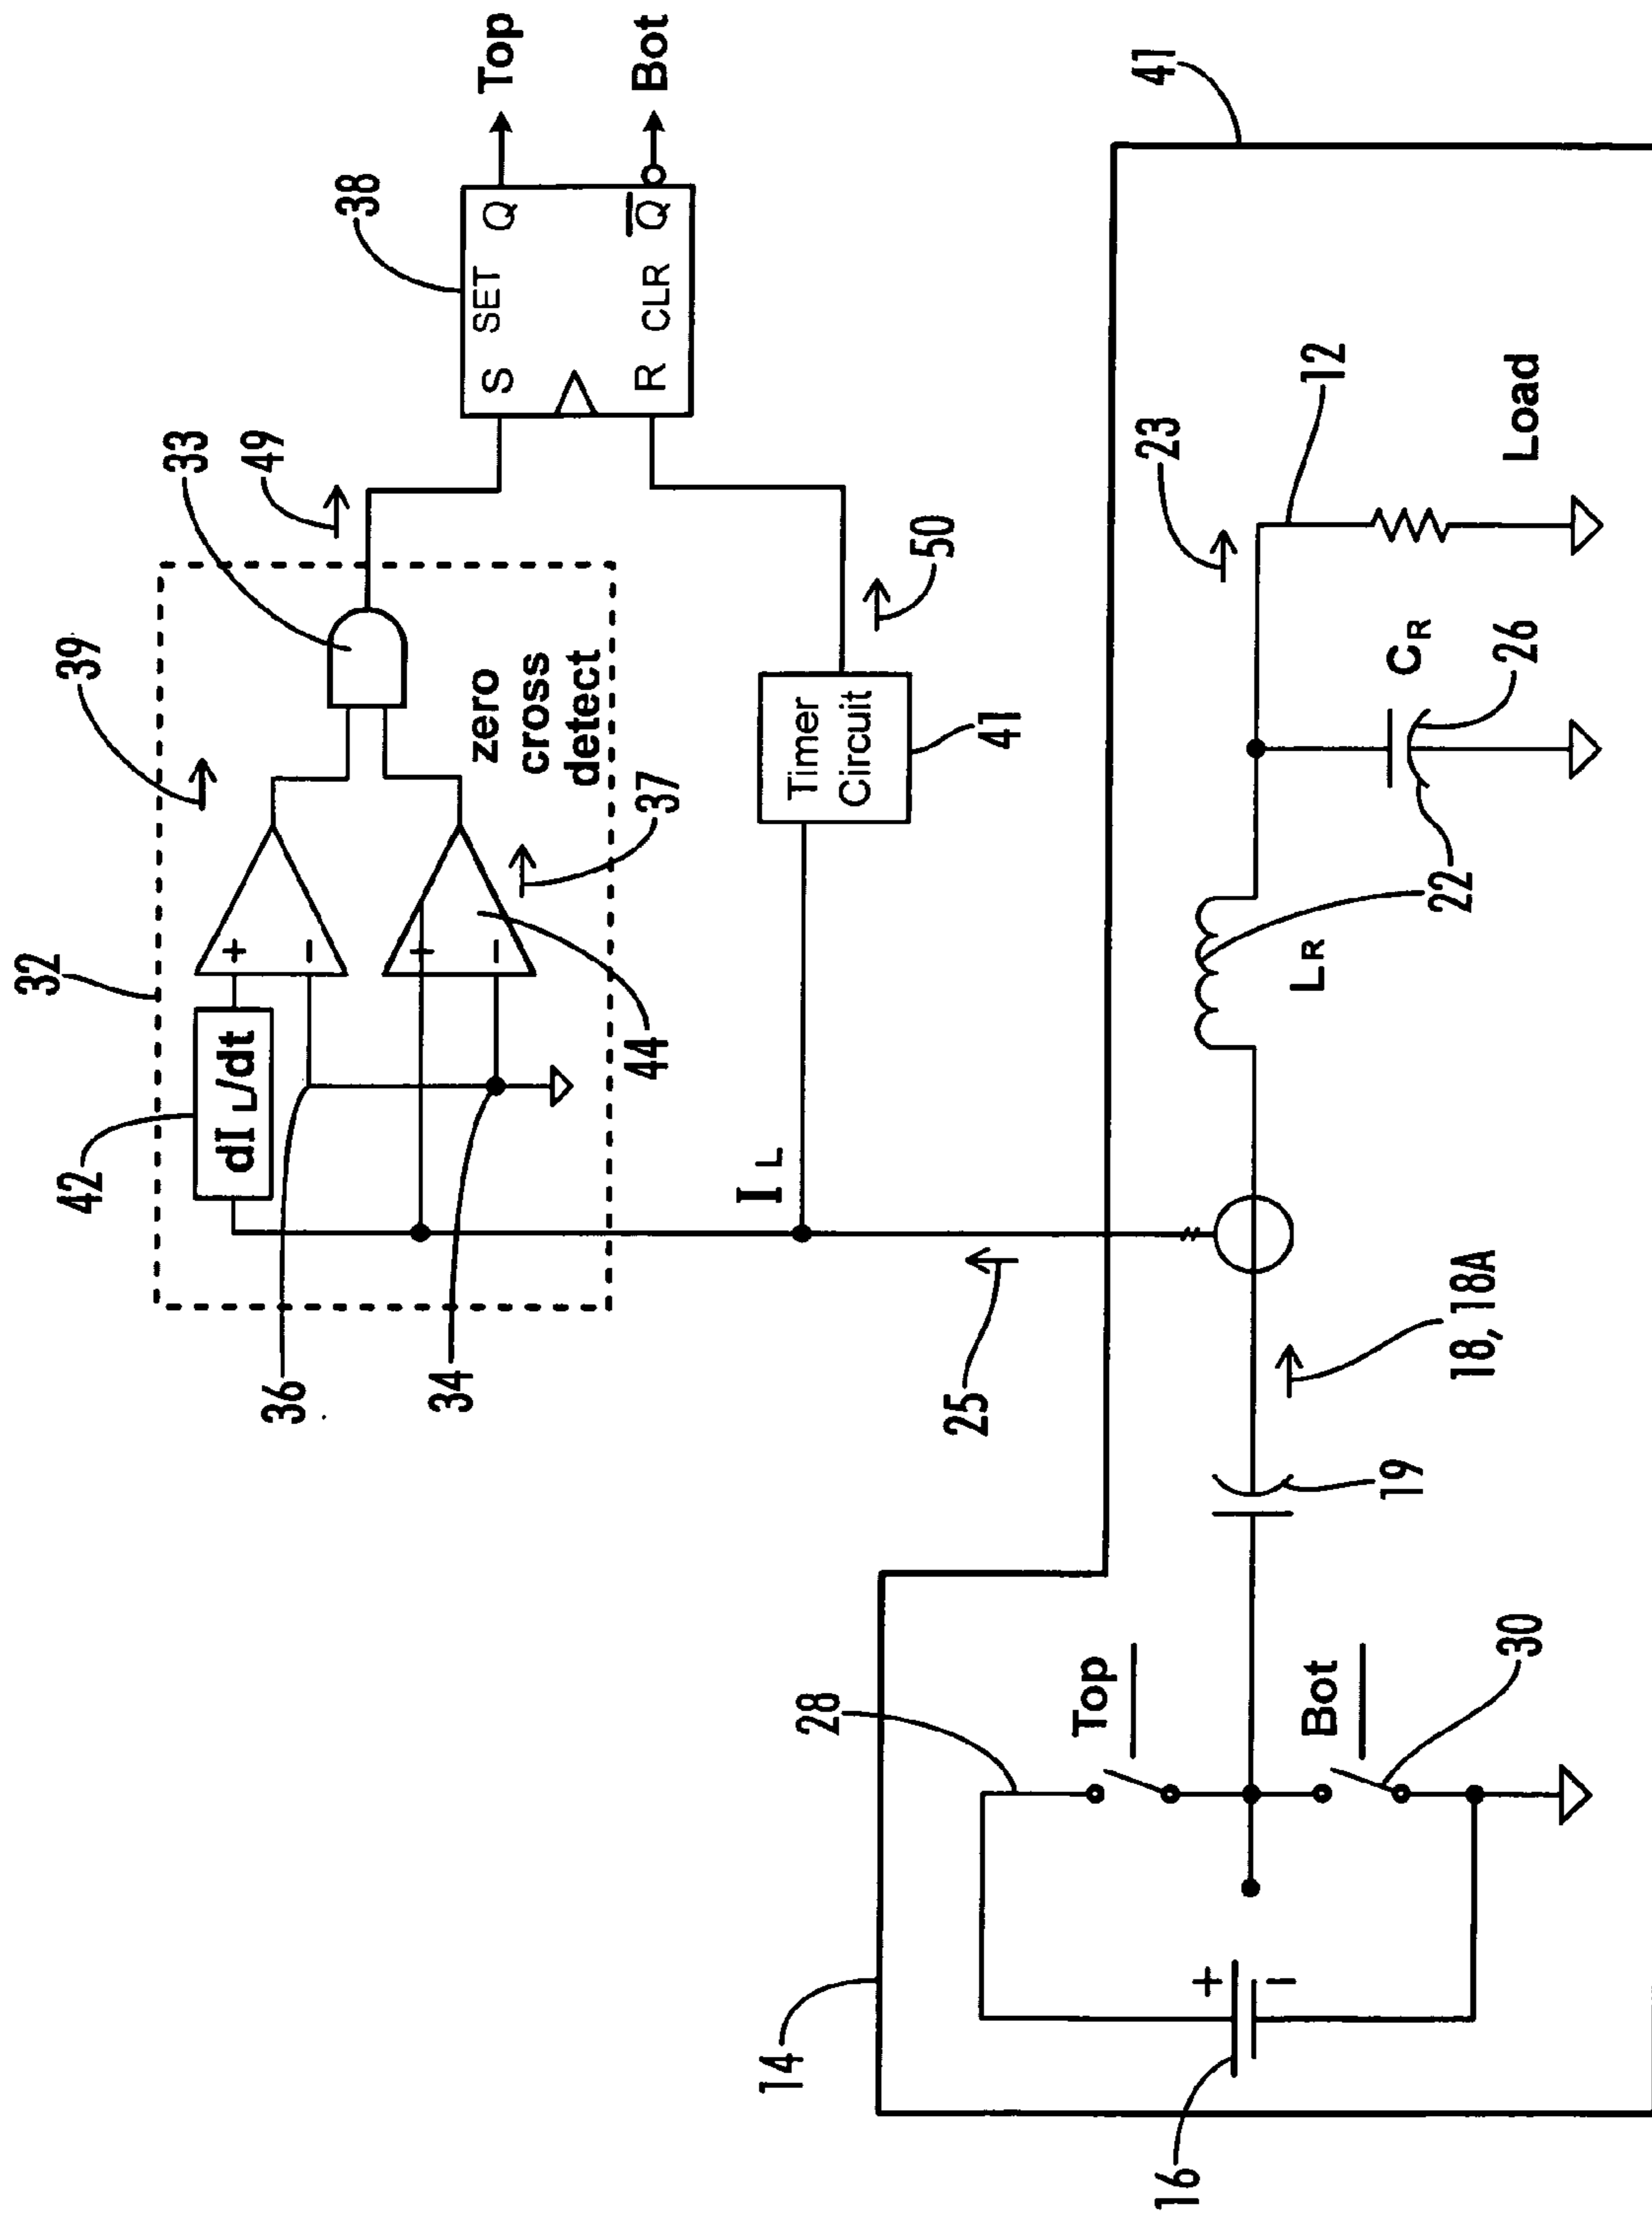 32
39
33
49
38
Top
Bot
42
dI L/dt
+
−
+
−
S SET Q
R CLR Q̅
zero
cross
detect
36
34
44
37
I L
Timer
Circuit
41
50
25
41
14
28
Top
Bot
30
16
+
−
19
18, 18A
LR
22
CR
26
23
12
Load